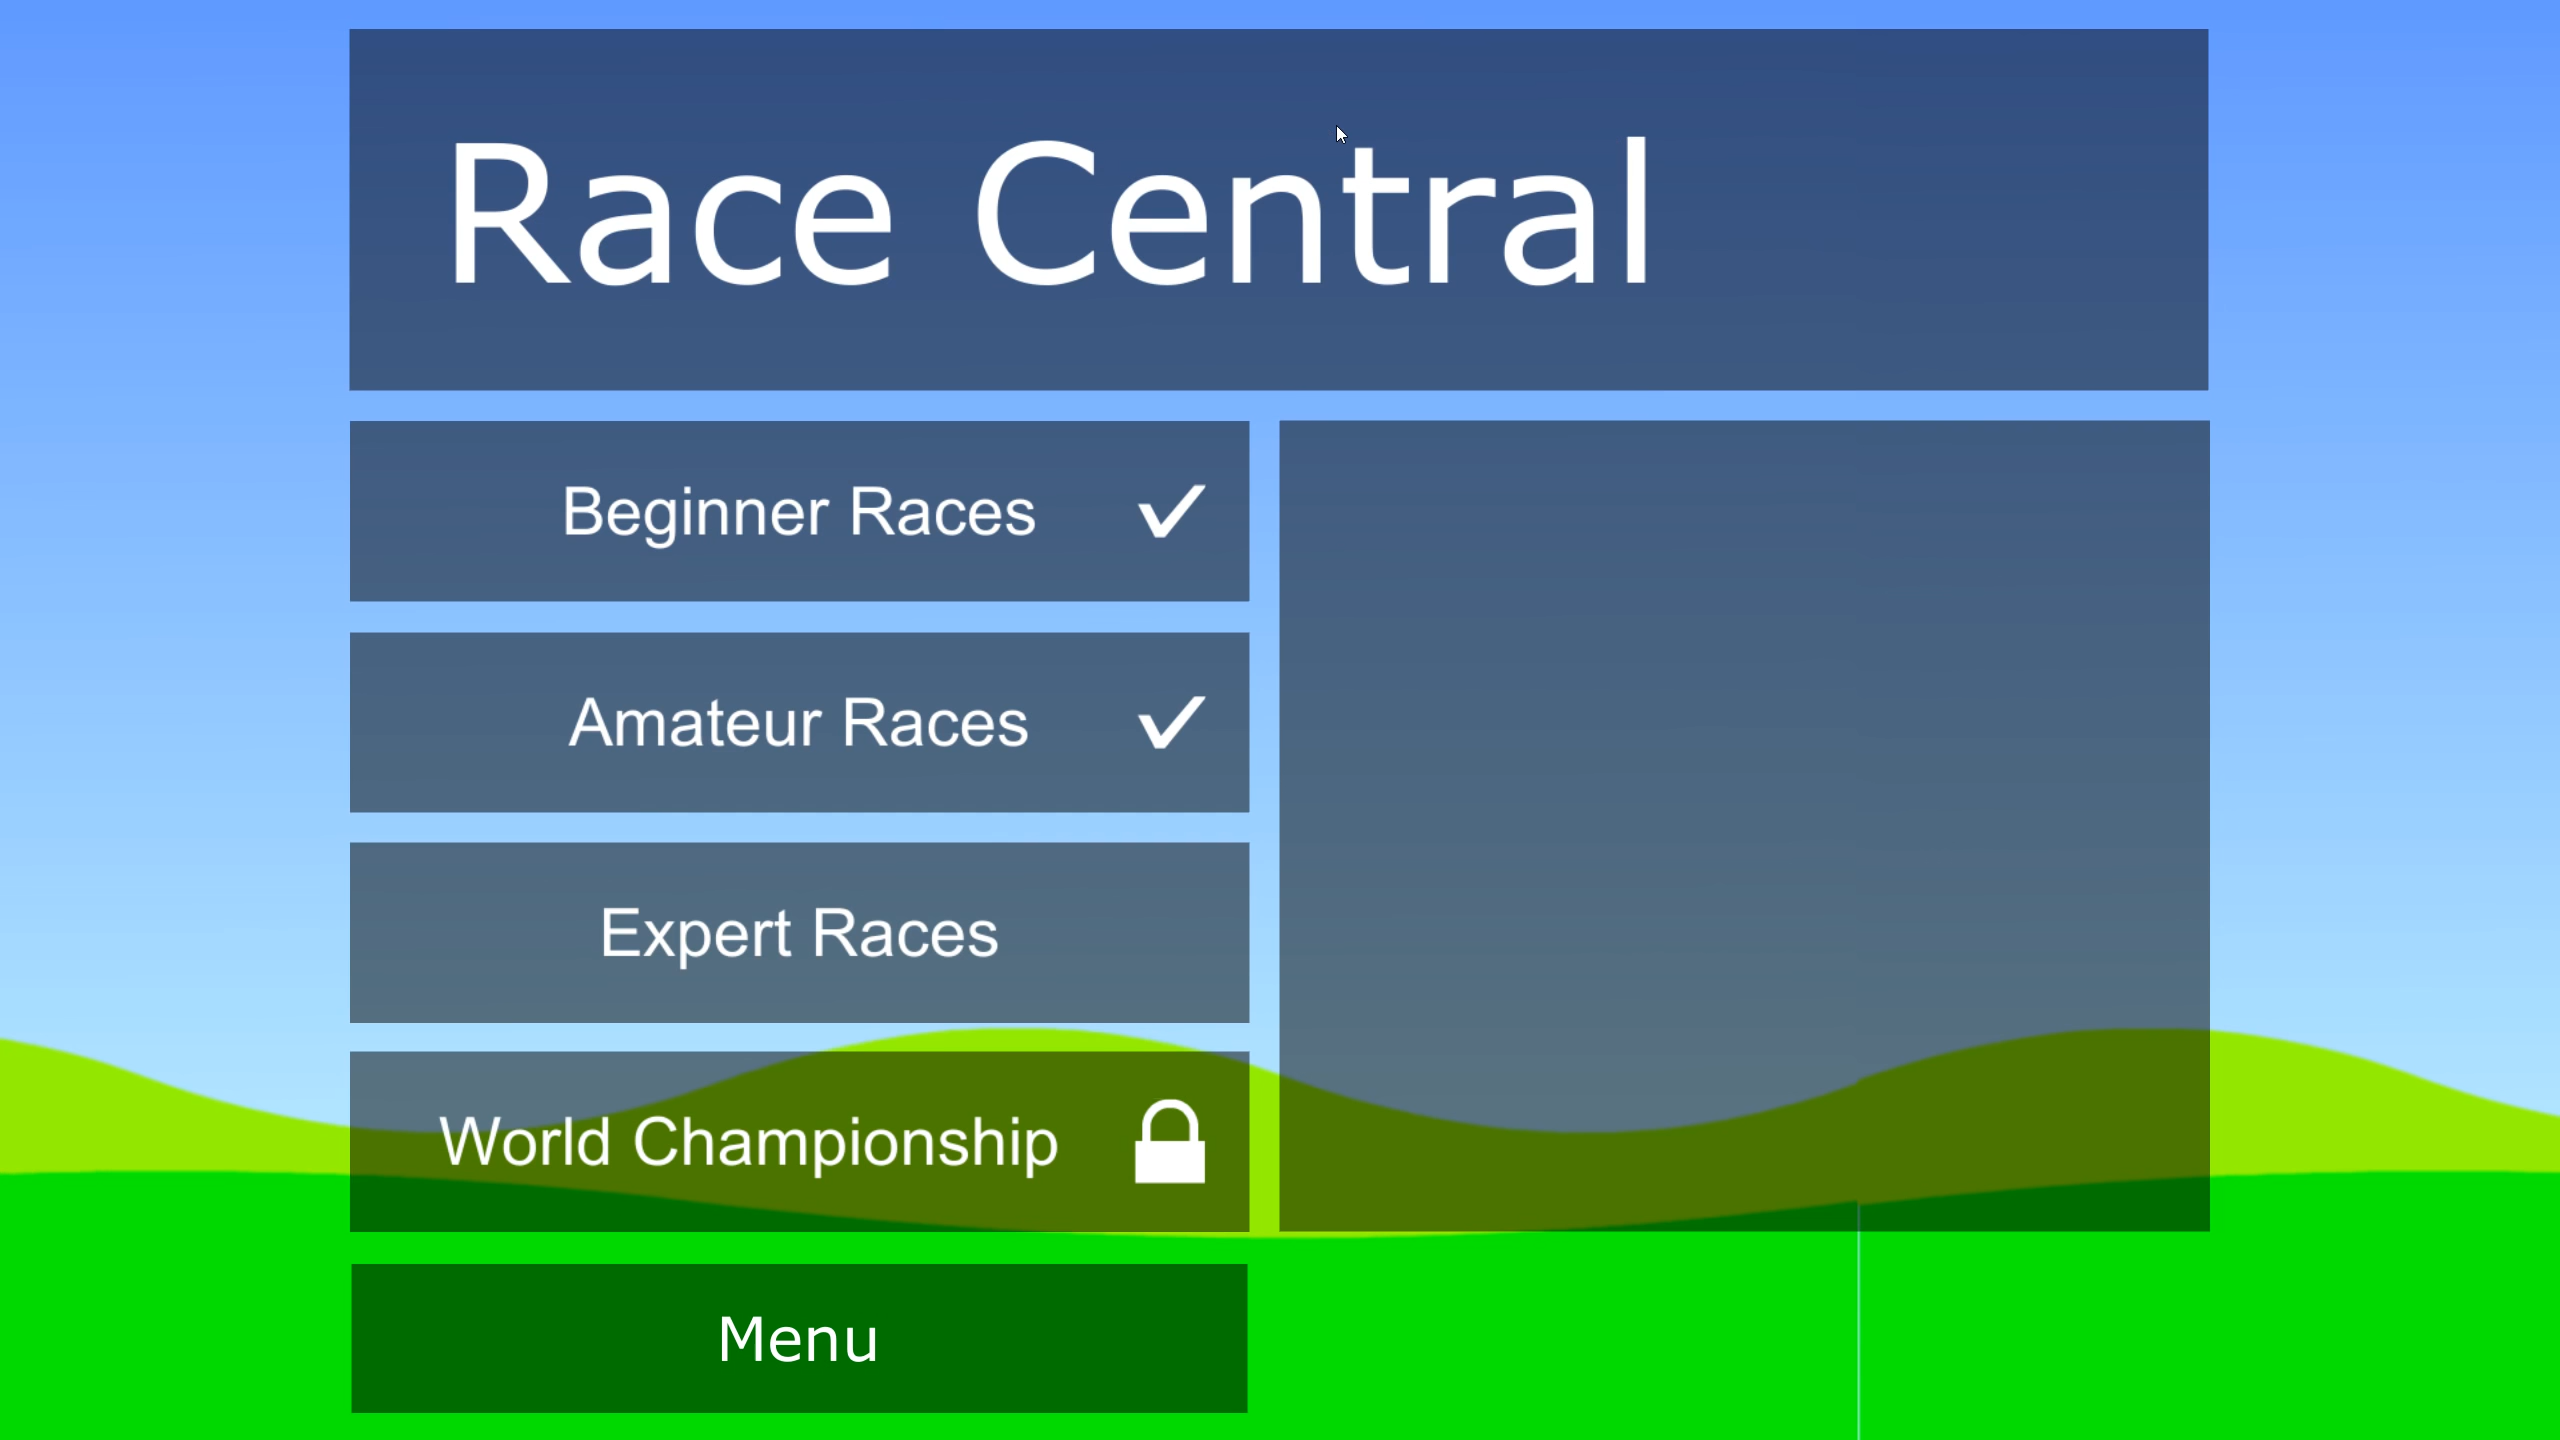 Race Central
Beginner Races
Amateur Races
Expert Races
World Championship
Menu